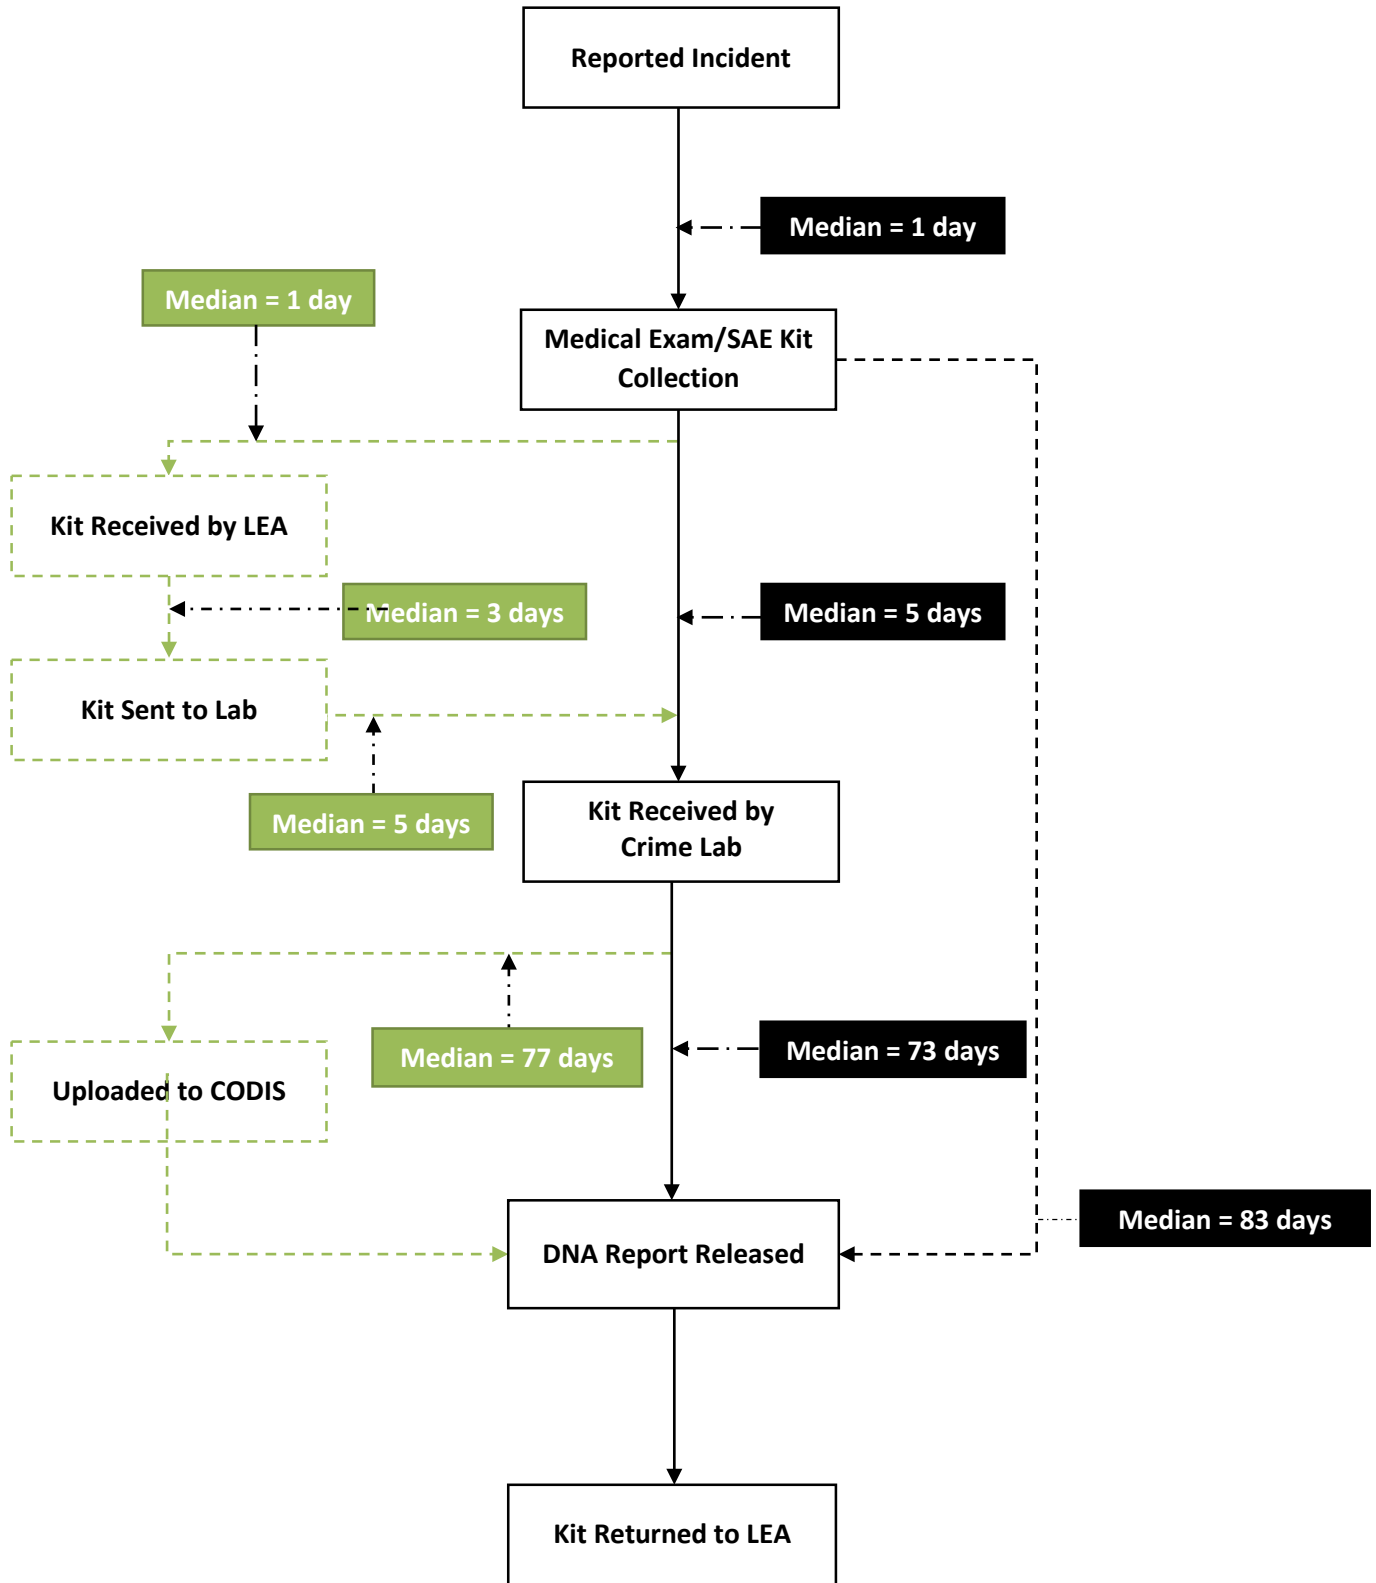 Reported Incident
Median = 1 day
Median = 1 day
Medical Exam/SAE Kit
Collection
Kit Received by LEA
Median = 3 days
Median = 5 days
Kit Sent to Lab
Median = 5 days
Kit Received by
Crime Lab
Median = 77 days
Median = 73 days
Uploaded to CODIS
Median = 83 days
DNA Report Released
Kit Returned to LEA